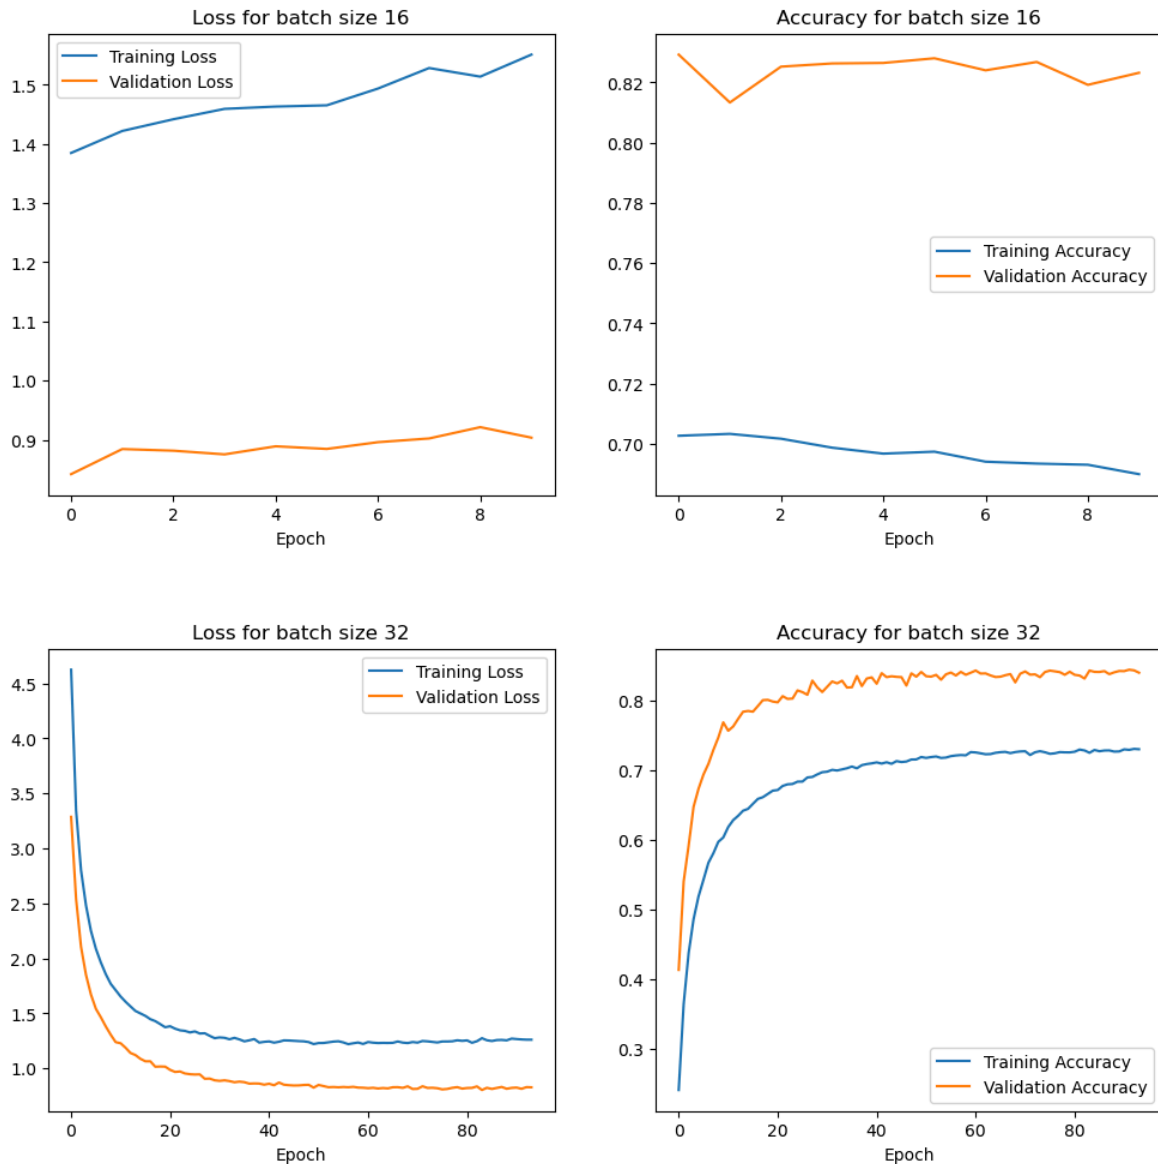 Loss for batch size 16
Training Loss
Validation Loss
1.5
1.4
1.3
1.2
1.1
1.0
0.9
0 2 4 6 8
Epoch
Accuracy for batch size 16
0.82
0.80
0.78
0.76
0.74
0.72
0.70
Training Accuracy
Validation Accuracy
0 2 4 6 8
Epoch
Loss for batch size 32
Training Loss
Validation Loss
4.5
4.0
3.5
3.0
2.5
2.0
1.5
1.0
0 20 40 60 80
Epoch
Accuracy for batch size 32
0.8
0.7
0.6
0.5
0.4
0.3
Training Accuracy
Validation Accuracy
0 20 40 60 80
Epoch